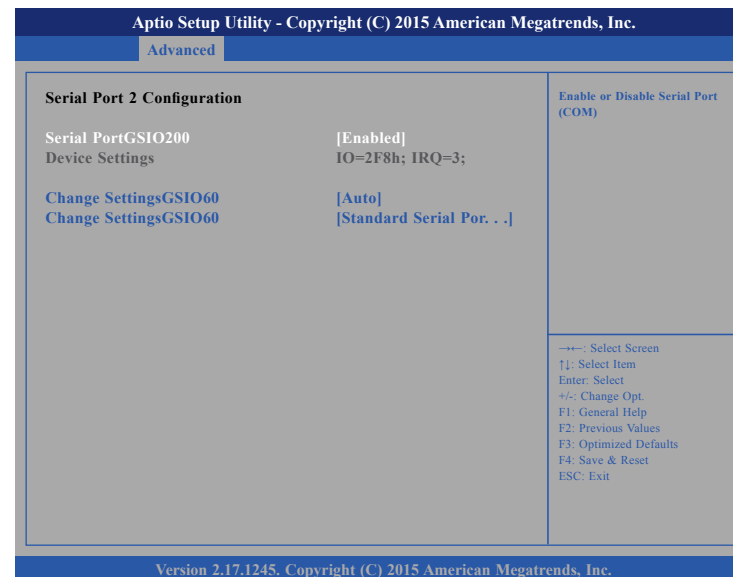 Aptio Setup Utility - Copyright (C) 2015 American Megatrends, Inc.
Advanced
Serial Port 2 Configuration
Serial PortGSIO200 [Enabled]
Device Settings IO=2F8h; IRQ=3;
Change SettingsGSIO60 [Auto]
Change SettingsGSIO60 [Standard Serial Por. . .]
Enable or Disable Serial Port
(COM)
→←: Select Screen
↑↓: Select Item
Enter: Select
+/-: Change Opt.
F1: General Help
F2: Previous Values
F3: Optimized Defaults
F4: Save & Reset
ESC: Exit
Version 2.17.1245. Copyright (C) 2015 American Megatrends, Inc.